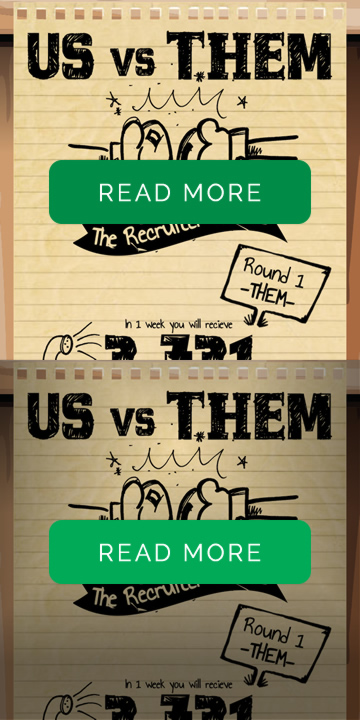 US vs THEM
READ MORE
The Recruiter
Round 1
-THEM-
In 1 week you will recieve
US vs THEM
READ MORE
The Recruiter
Round 1
-THEM-
In 1 week you will recieve